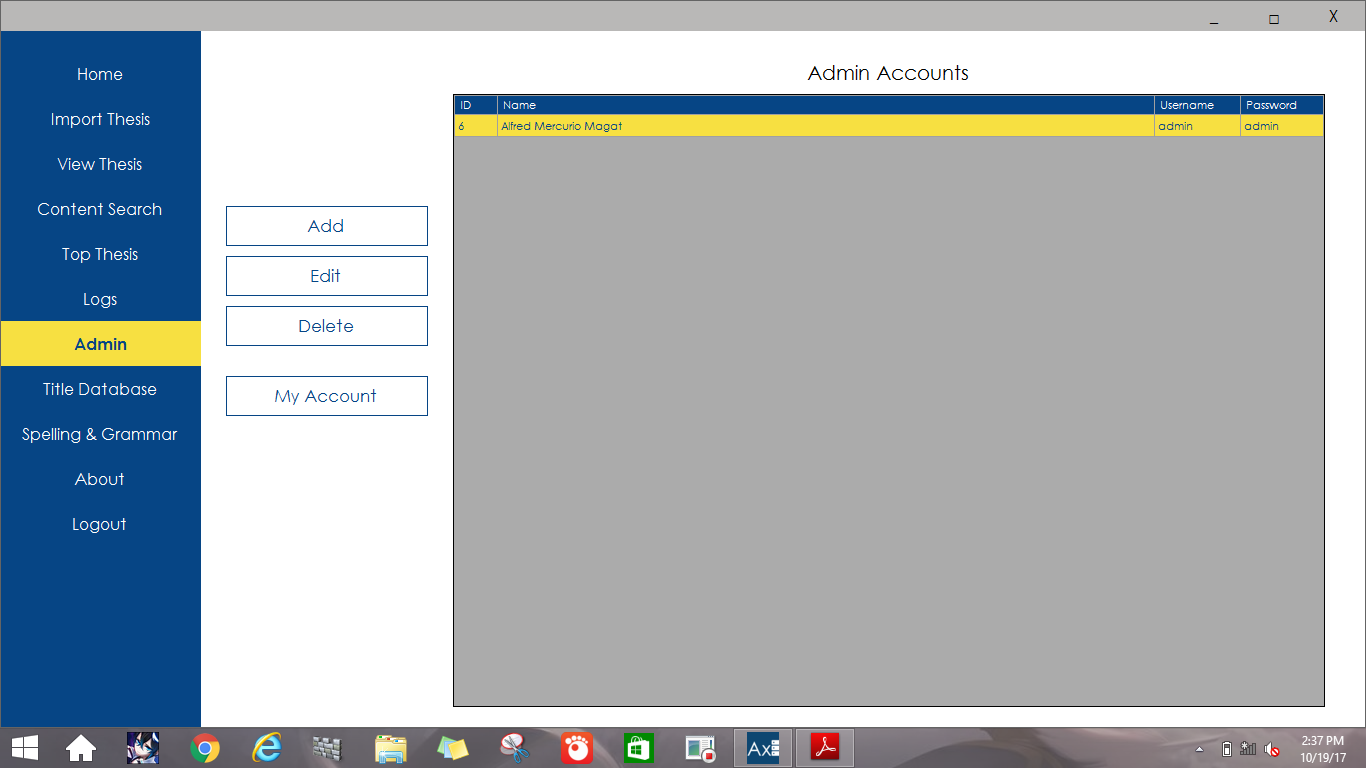 _ □ X
Home
Import Thesis
View Thesis
Content Search
Top Thesis
Logs
Admin
Title Database
Spelling & Grammar
About
Logout
Add
Edit
Delete
My Account
Admin Accounts
ID Name Username Password
6 Alfred Mercurio Magat admin admin
AxE
2:37 PM
10/19/17